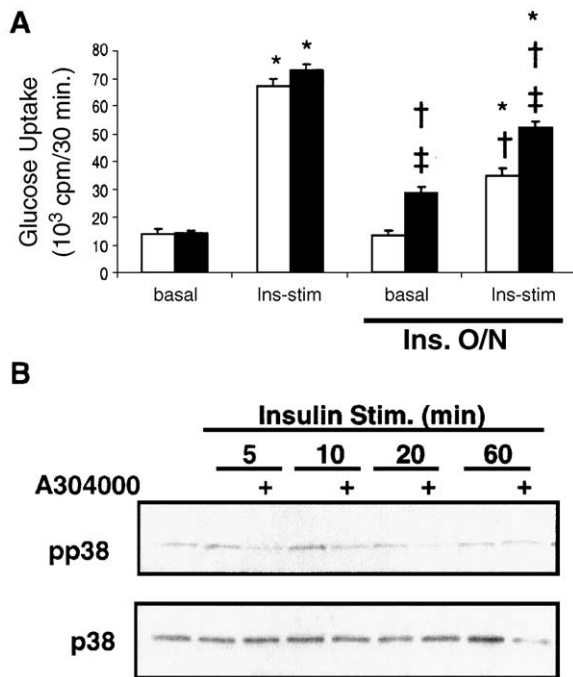 A
Glucose Uptake
(10³ cpm/30 min.)
80
70
60
50
40
30
20
10
0
* *
†
‡
*
†
*
†
‡
basal Ins-stim basal Ins-stim
Ins. O/N
B
Insulin Stim. (min)
5 10 20 60
A304000 + + + +
pp38
p38